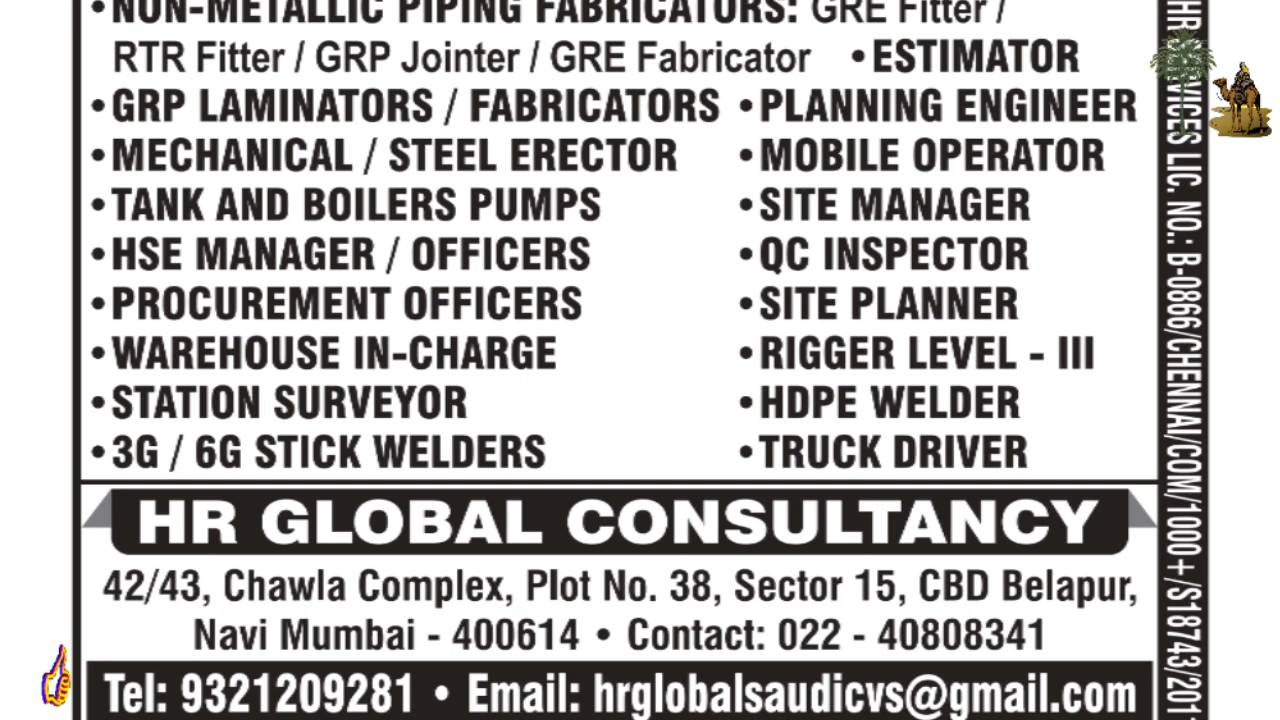 • NON-METALLIC PIPING FABRICATORS: GRE Fitter /
RTR Fitter / GRP Jointer / GRE Fabricator • ESTIMATOR
• GRP LAMINATORS / FABRICATORS • PLANNING ENGINEER
• MECHANICAL / STEEL ERECTOR • MOBILE OPERATOR
• TANK AND BOILERS PUMPS • SITE MANAGER
• HSE MANAGER / OFFICERS • QC INSPECTOR
• PROCUREMENT OFFICERS • SITE PLANNER
• WAREHOUSE IN-CHARGE • RIGGER LEVEL - III
• STATION SURVEYOR • HDPE WELDER
• 3G / 6G STICK WELDERS • TRUCK DRIVER
HR GLOBAL CONSULTANCY
42/43, Chawla Complex, Plot No. 38, Sector 15, CBD Belapur,
Navi Mumbai - 400614 • Contact: 022 - 40808341
Tel: 9321209281 • Email: hrglobalsaudicvs@gmail.com
HR VICES LIC. NO.: B-0866/CHENNAI/COM/1000+/S18743/201